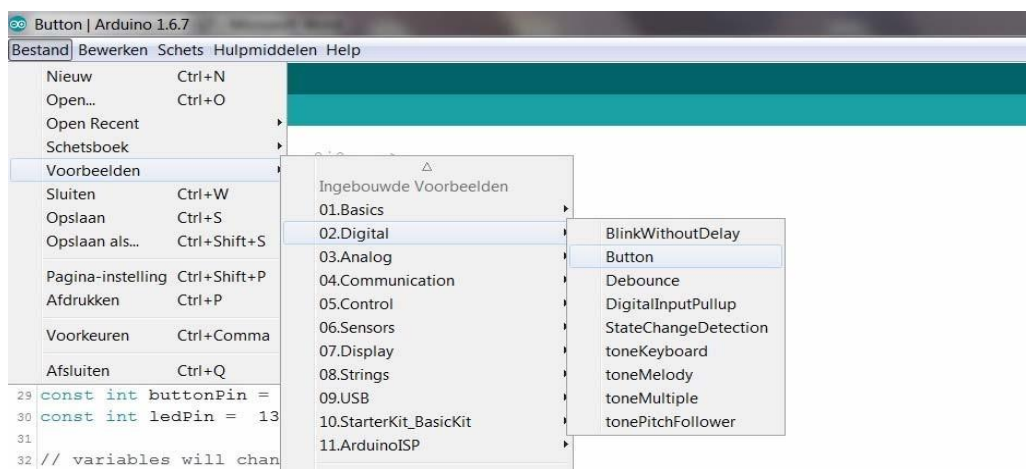 Button | Arduino 1.6.7
Bestand Bewerken Schets Hulpmiddelen Help
Nieuw Ctrl+N
Open... Ctrl+O
Open Recent
Schetsboek
Voorbeelden
Sluiten Ctrl+W
Opslaan Ctrl+S
Opslaan als... Ctrl+Shift+S
Pagina-instelling Ctrl+Shift+P
Afdrukken Ctrl+P
Voorkeuren Ctrl+Comma
Afsluiten Ctrl+Q
Ingebouwde Voorbeelden
01.Basics
02.Digital
03.Analog
04.Communication
05.Control
06.Sensors
07.Display
08.Strings
09.USB
10.StarterKit_BasicKit
11.ArduinoISP
BlinkWithoutDelay
Button
Debounce
DigitalInputPullup
StateChangeDetection
toneKeyboard
toneMelody
toneMultiple
tonePitchFollower
29 const int buttonPin =
30 const int ledPin = 13
31
32 // variables will chan